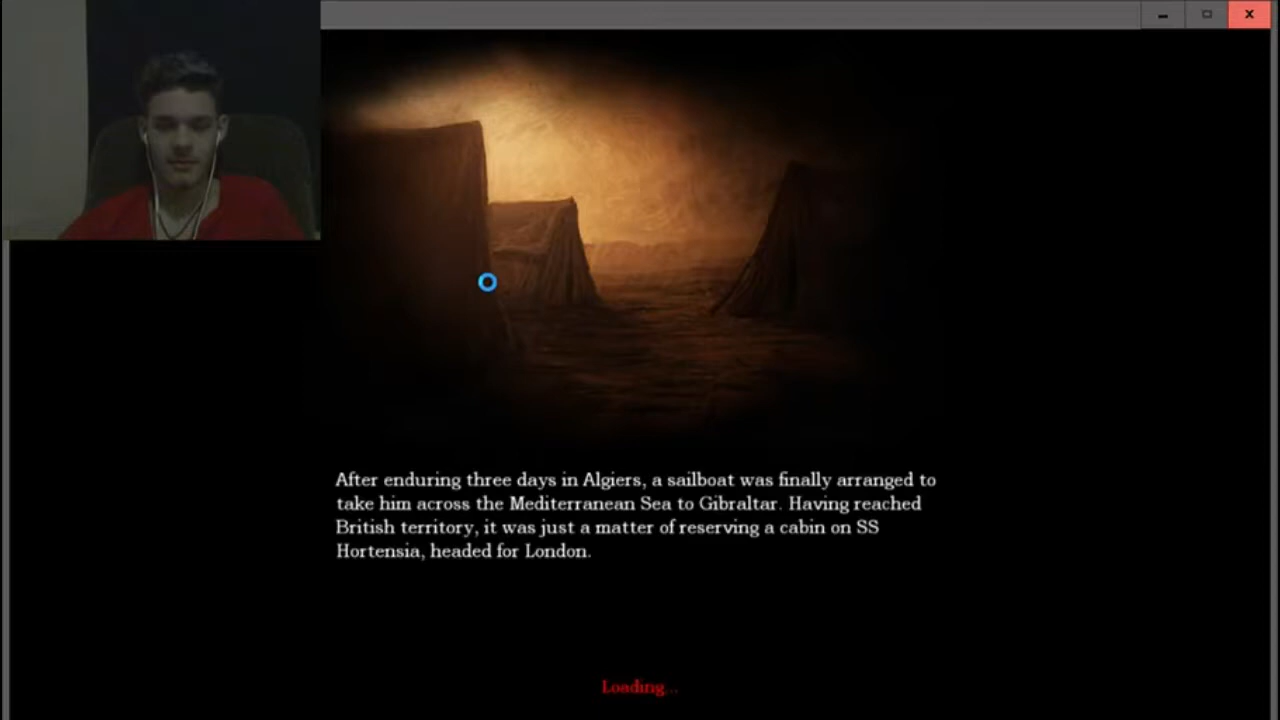 After enduring three days in Algiers, a sailboat was finally arranged to
take him across the Mediterranean Sea to Gibraltar. Having reached
British territory, it was just a matter of reserving a cabin on SS
Hortensia, headed for London.
Loading...